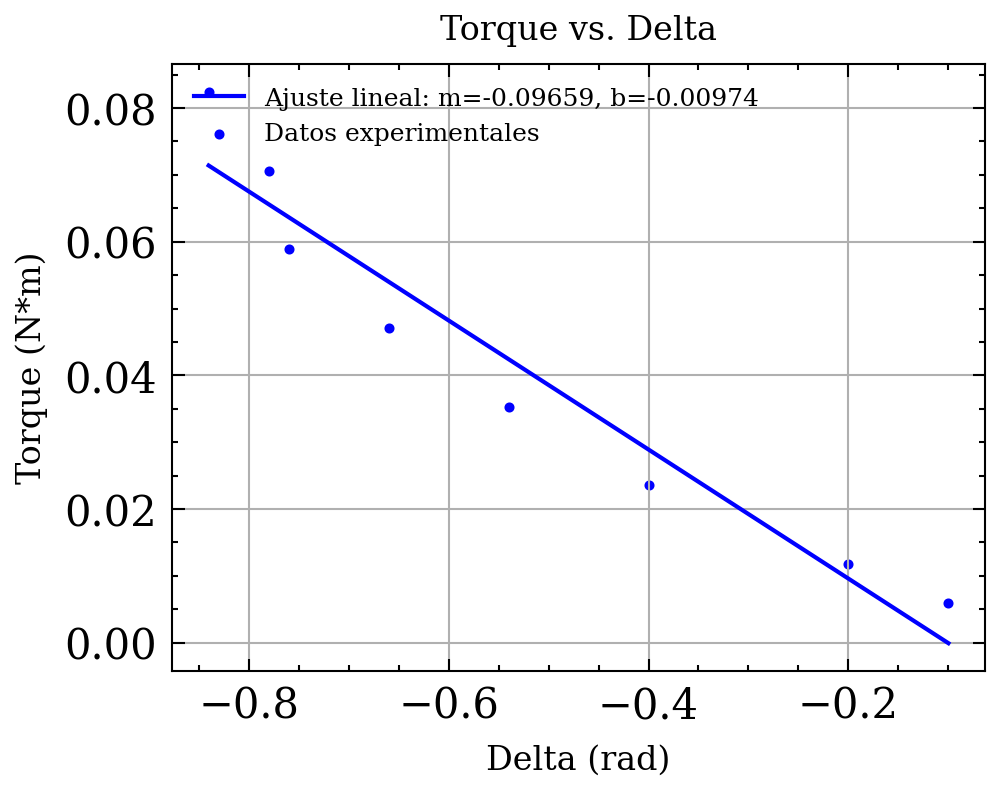 Torque vs. Delta
Ajuste lineal: m=-0.09659, b=-0.00974
Datos experimentales
0.08
0.06
0.04
0.02
0.00
Torque (N*m)
−0.8
−0.6
−0.4
−0.2
Delta (rad)